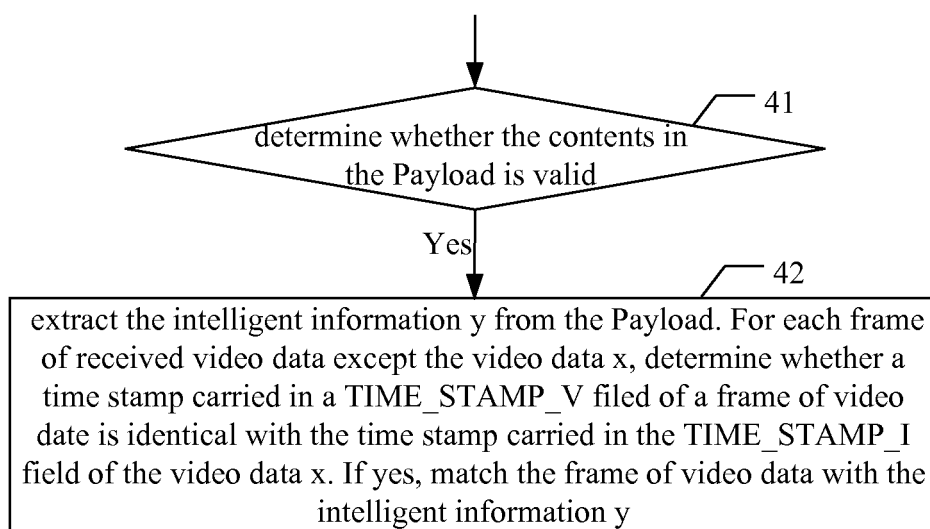 41
determine whether the contents in
the Payload is valid
Yes
42
extract the intelligent information y from the Payload. For each frame
of received video data except the video data x, determine whether a
time stamp carried in a TIME_STAMP_V filed of a frame of video
date is identical with the time stamp carried in the TIME_STAMP_I
field of the video data x. If yes, match the frame of video data with the
intelligent information y